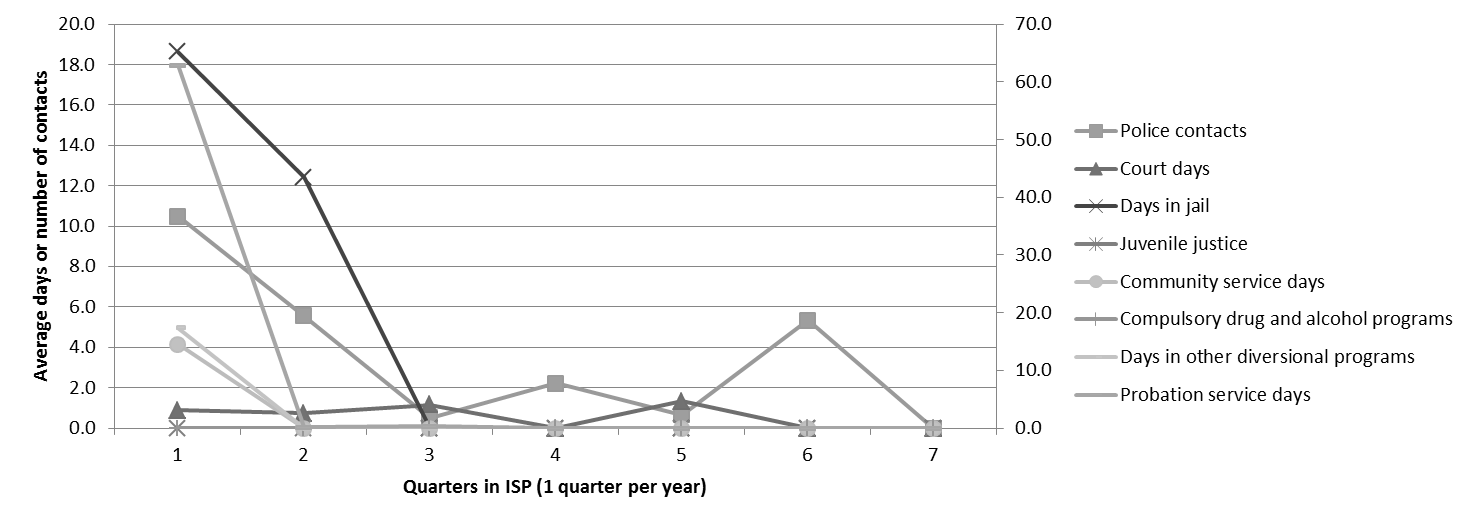 Average days or number of contacts
20.0
18.0
16.0
14.0
12.0
10.0
8.0
6.0
4.0
2.0
0.0
70.0
60.0
50.0
40.0
30.0
20.0
10.0
0.0
1 2 3 4 5 6 7
Quarters in ISP (1 quarter per year)
Police contacts
Court days
Days in jail
Juvenile justice
Community service days
Compulsory drug and alcohol programs
Days in other diversional programs
Probation service days